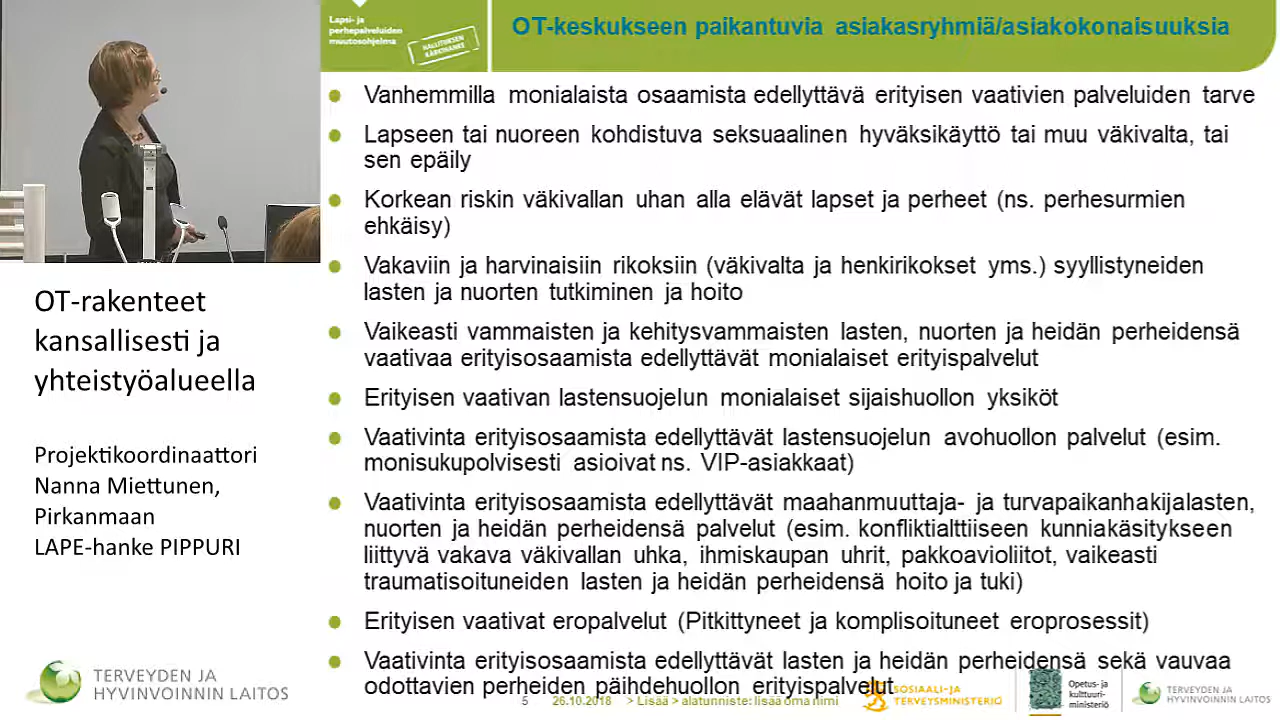 Lapsi- ja
perhepalveluiden
muutosohjelma
HALLITUKSEN
KÄRKIHANKE
OT-keskukseen paikantuvia asiakasryhmiä/asiakokonaisuuksia
Vanhemmilla monialaista osaamista edellyttävä erityisen vaativien palveluiden tarve
Lapseen tai nuoreen kohdistuva seksuaalinen hyväksikäyttö tai muu väkivalta, tai
sen epäily
Korkean riskin väkivallan uhan alla elävät lapset ja perheet (ns. perhesurmien
ehkäisy)
Vakaviin ja harvinaisiin rikoksiin (väkivalta ja henkirikokset yms.) syyllistyneiden
lasten ja nuorten tutkiminen ja hoito
Vaikeasti vammaisten ja kehitysvammaisten lasten, nuorten ja heidän perheidensä
vaativaa erityisosaamista edellyttävät monialaiset erityispalvelut
Erityisen vaativan lastensuojelun monialaiset sijaishuollon yksiköt
Vaativinta erityisosaamista edellyttävät lastensuojelun avohuollon palvelut (esim.
monisukupolvisesti asioivat ns. VIP-asiakkaat)
Vaativinta erityisosaamista edellyttävät maahanmuuttaja- ja turvapaikanhakijalasten,
nuorten ja heidän perheidensä palvelut (esim. konfliktialttiiseen kunniakäsitykseen
liittyvä vakava väkivallan uhka, ihmiskaupan uhrit, pakkoavioliitot, vaikeasti
traumatisoituneiden lasten ja heidän perheidensä hoito ja tuki)
Erityisen vaativat eropalvelut (Pitkittyneet ja komplisoituneet eroprosessit)
Vaativinta erityisosaamista edellyttävät lasten ja heidän perheidensä sekä vauvaa
odottavien perheiden päihdehuollon erityispalvelut
OT-rakenteet
kansallisesti ja
yhteistyöalueella
Projektikoordinaattori
Nanna Miettunen,
Pirkanmaan
LAPE-hanke PIPPURI
TERVEYDEN JA
HYVINVOINNIN LAITOS
5 26.10.2018 > Lisää > alatunniste: lisää oma nimi
SOSIAALI- JA
TERVEYSMINISTERIÖ
Opetus- ja
kulttuuri-
ministeriö
TERVEYDEN JA
HYVINVOINNIN LAITOS